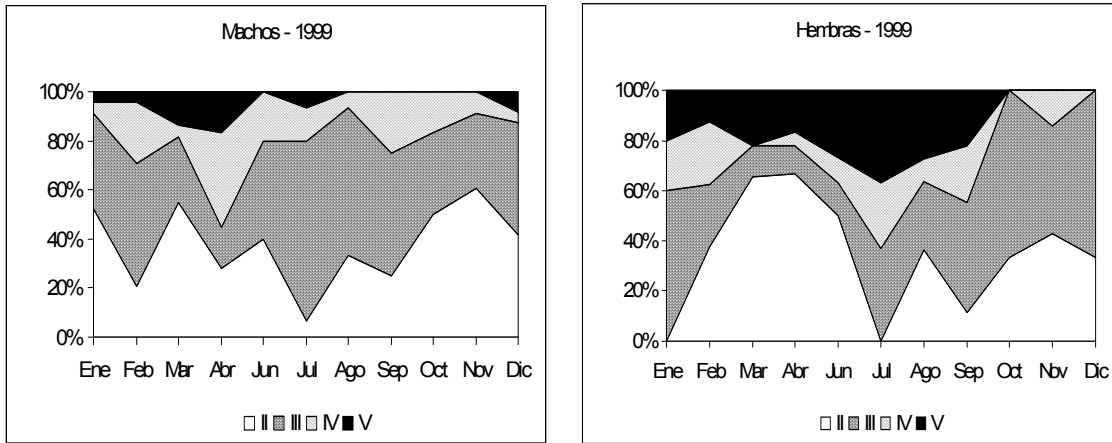 Machos - 1999
100%
80%
60%
40%
20%
0%
Ene Feb Mar Abr Jun Jul Ago Sep Oct Nov Dic
II III IV V
Hembras - 1999
100%
80%
60%
40%
20%
0%
Ene Feb Mar Abr Jun Jul Ago Sep Oct Nov Dic
II III IV V